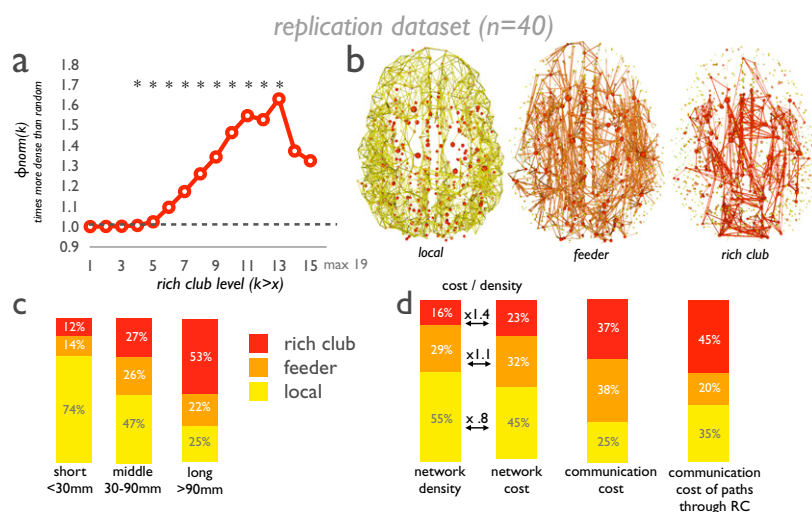 replication dataset (n=40)
a
ϕnorm(k)
times more dense than random
1.8
1.7
1.6
1.5
1.4
1.3
1.2
1.1
1.0
0.9
* * * * * * * * * *
1 3 5 7 9 11 13 15 max 19
rich club level (k>x)
b
local feeder rich club
c
12% 27% 53%
14% 26% 22%
74% 47% 25%
short middle long
<30mm 30-90mm >90mm
rich club
feeder
local
d
cost / density
16% x1.4 23% 37% 45%
29% x1.1 32% 38% 20%
55% x .8 45% 25% 35%
network network communication communication
density cost cost cost of paths
through RC